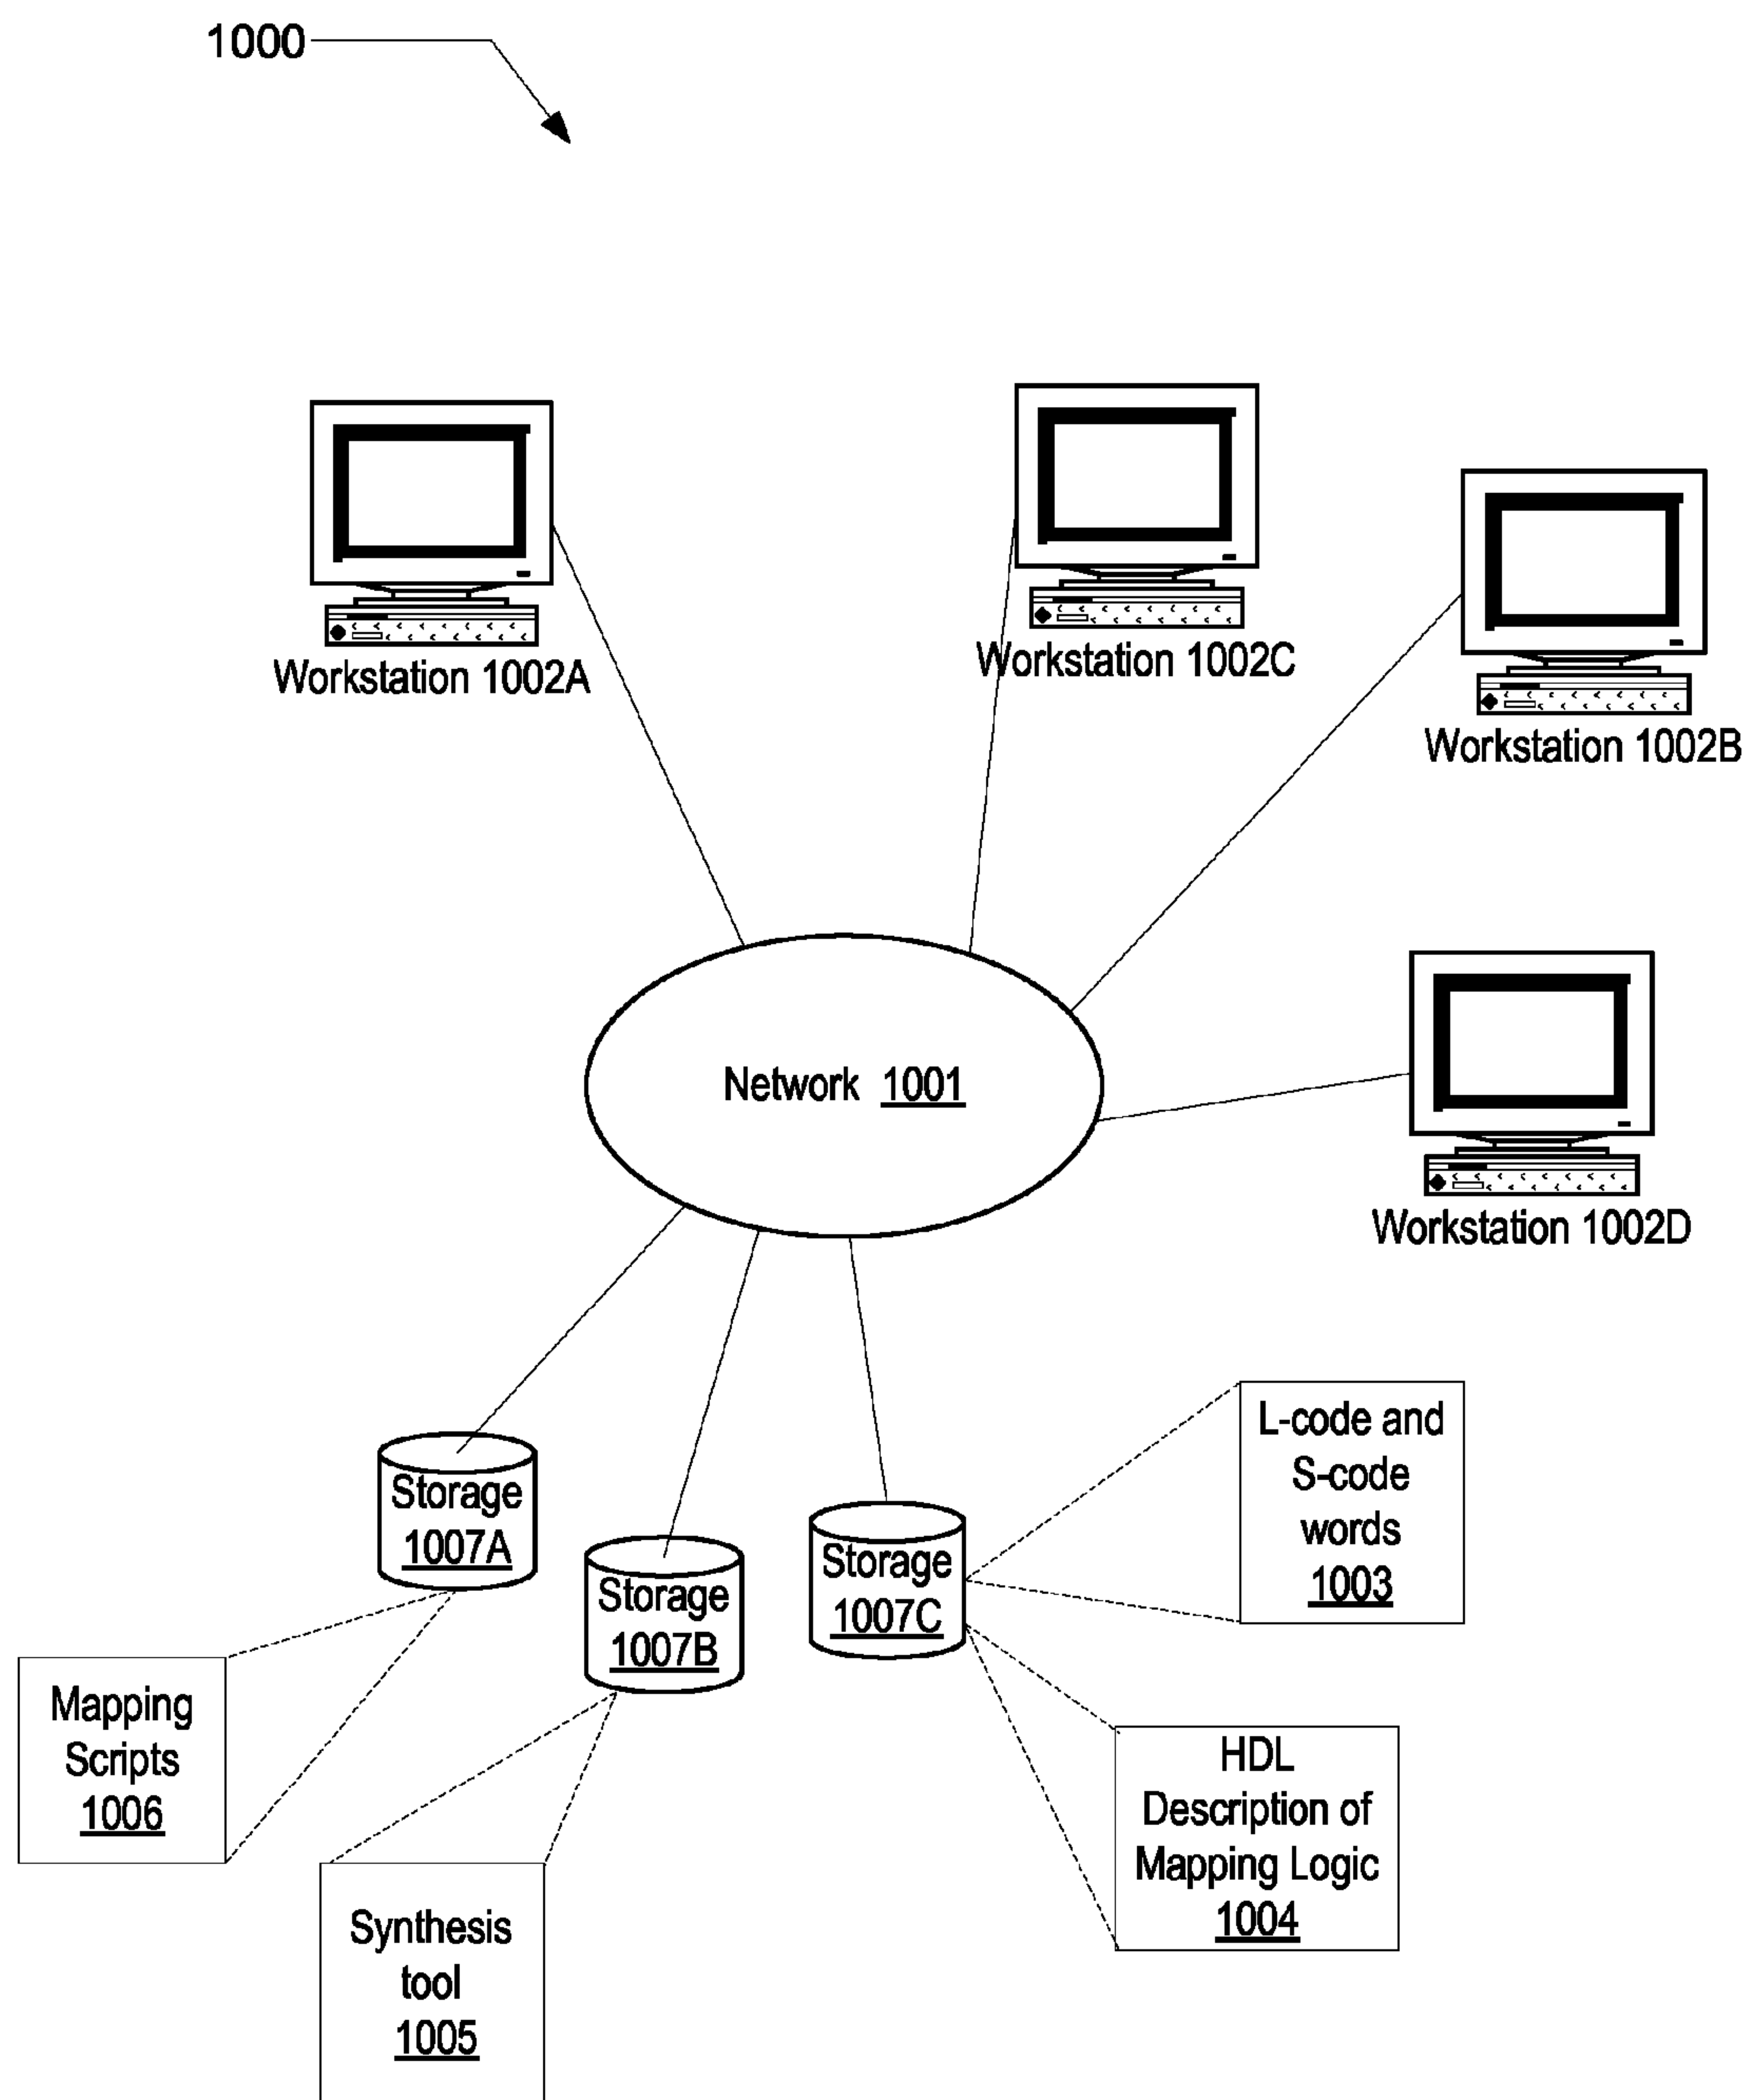 1000
Workstation 1002A
Workstation 1002C
Workstation 1002B
Network 1001
Workstation 1002D
Storage
1007A
Storage
1007B
Storage
1007C
L-code and
S-code
words
1003
Mapping
Scripts
1006
HDL
Description of
Mapping Logic
1004
Synthesis
tool
1005